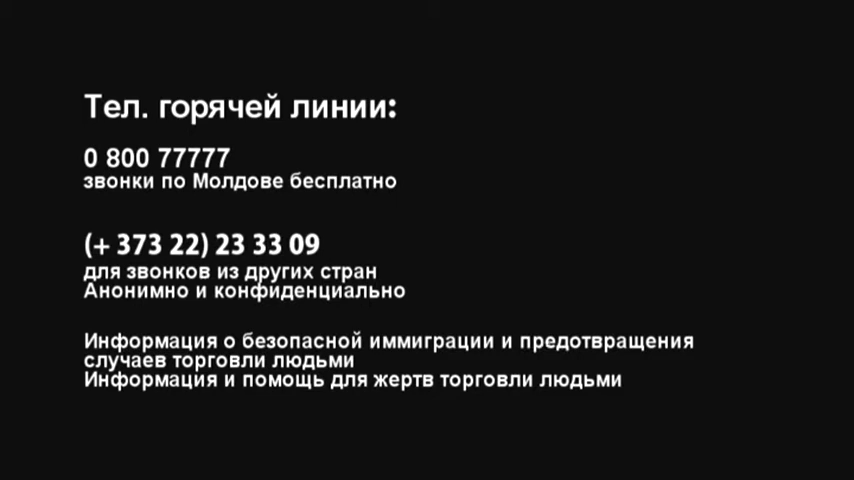 Тел. горячей линии:
0 800 77777
звонки по Молдове бесплатно
(+ 373 22) 23 33 09
для звонков из других стран
Анонимно и конфиденциально
Информация о безопасной иммиграции и предотвращения
случаев торговли людьми
Информация и помощь для жертв торговли людьми